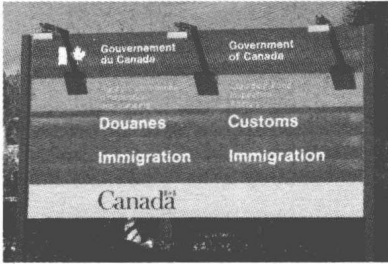 Gouvernement
du Canada
Government
of Canada
Douanes
Customs
Immigration
Immigration
Canada